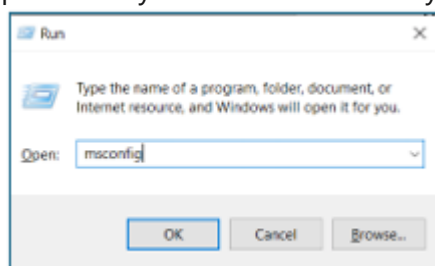 Run
Type the name of a program, folder, document, or
Internet resource, and Windows will open it for you.
Open: msconfig
OK Cancel Browse...